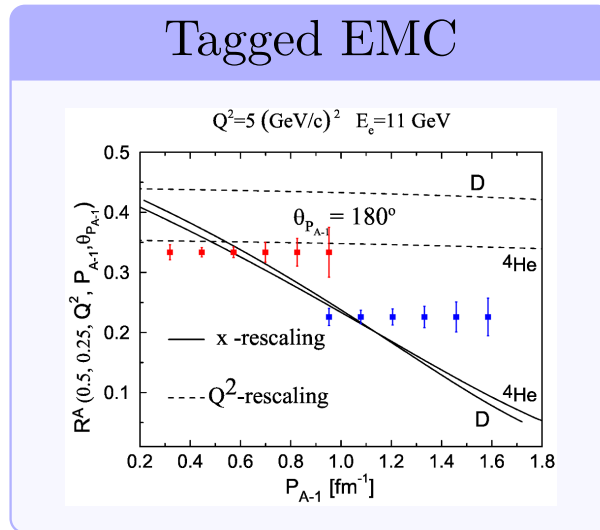 Tagged EMC
Q²=5 (GeV/c)² Eₑ=11 GeV
R^A (0.5, 0.25, Q², P_{A-1}, θ_{P_{A-1}})
0.5
0.4
0.3
0.2
0.1
D
θ_{P_{A-1}} = 180º
⁴He
x -rescaling
Q²-rescaling
⁴He
D
0.2 0.4 0.6 0.8 1.0 1.2 1.4 1.6 1.8
P_{A-1} [fm⁻¹]